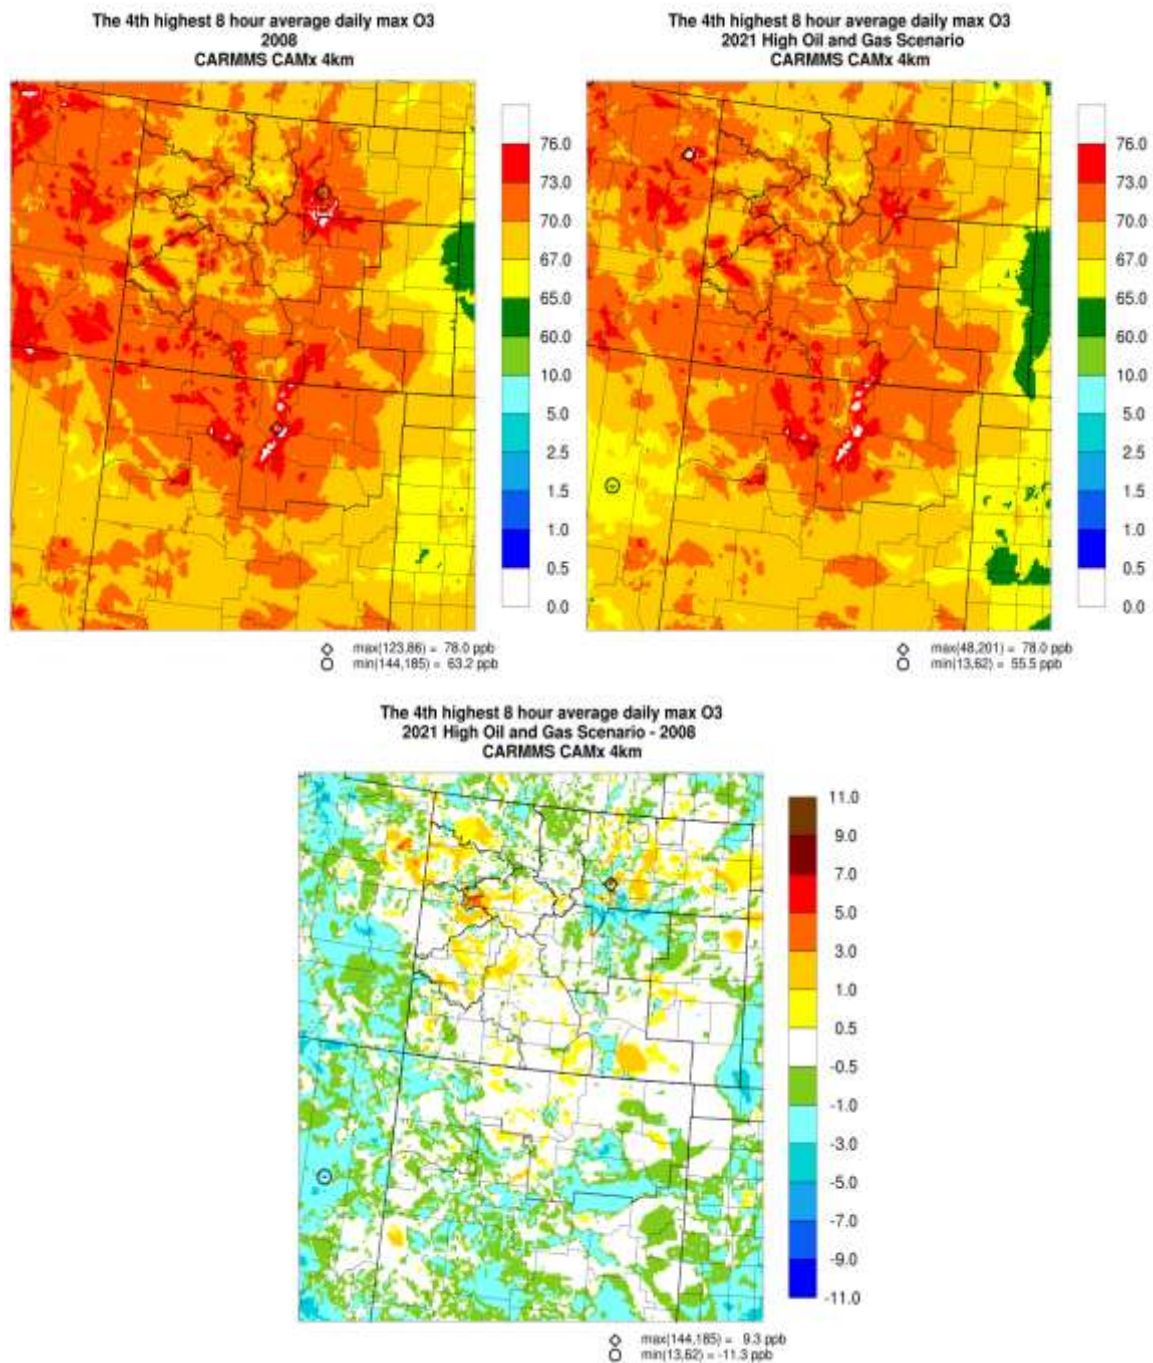 The 4th highest 8 hour average daily max O3
2008
CARMMS CAMx 4km
76.0
73.0
70.0
67.0
65.0
60.0
10.0
5.0
2.5
1.5
1.0
0.5
0.0
max(123,86) = 78.0 ppb
min(144,185) = 63.2 ppb
The 4th highest 8 hour average daily max O3
2021 High Oil and Gas Scenario
CARMMS CAMx 4km
76.0
73.0
70.0
67.0
65.0
60.0
10.0
5.0
2.5
1.5
1.0
0.5
0.0
max(48,201) = 78.0 ppb
min(13,62) = 55.5 ppb
The 4th highest 8 hour average daily max O3
2021 High Oil and Gas Scenario - 2008
CARMMS CAMx 4km
11.0
9.0
7.0
5.0
3.0
1.0
0.5
-0.5
-1.0
-3.0
-5.0
-7.0
-9.0
-11.0
max(144,185) = 9.3 ppb
min(13,62) = -11.3 ppb